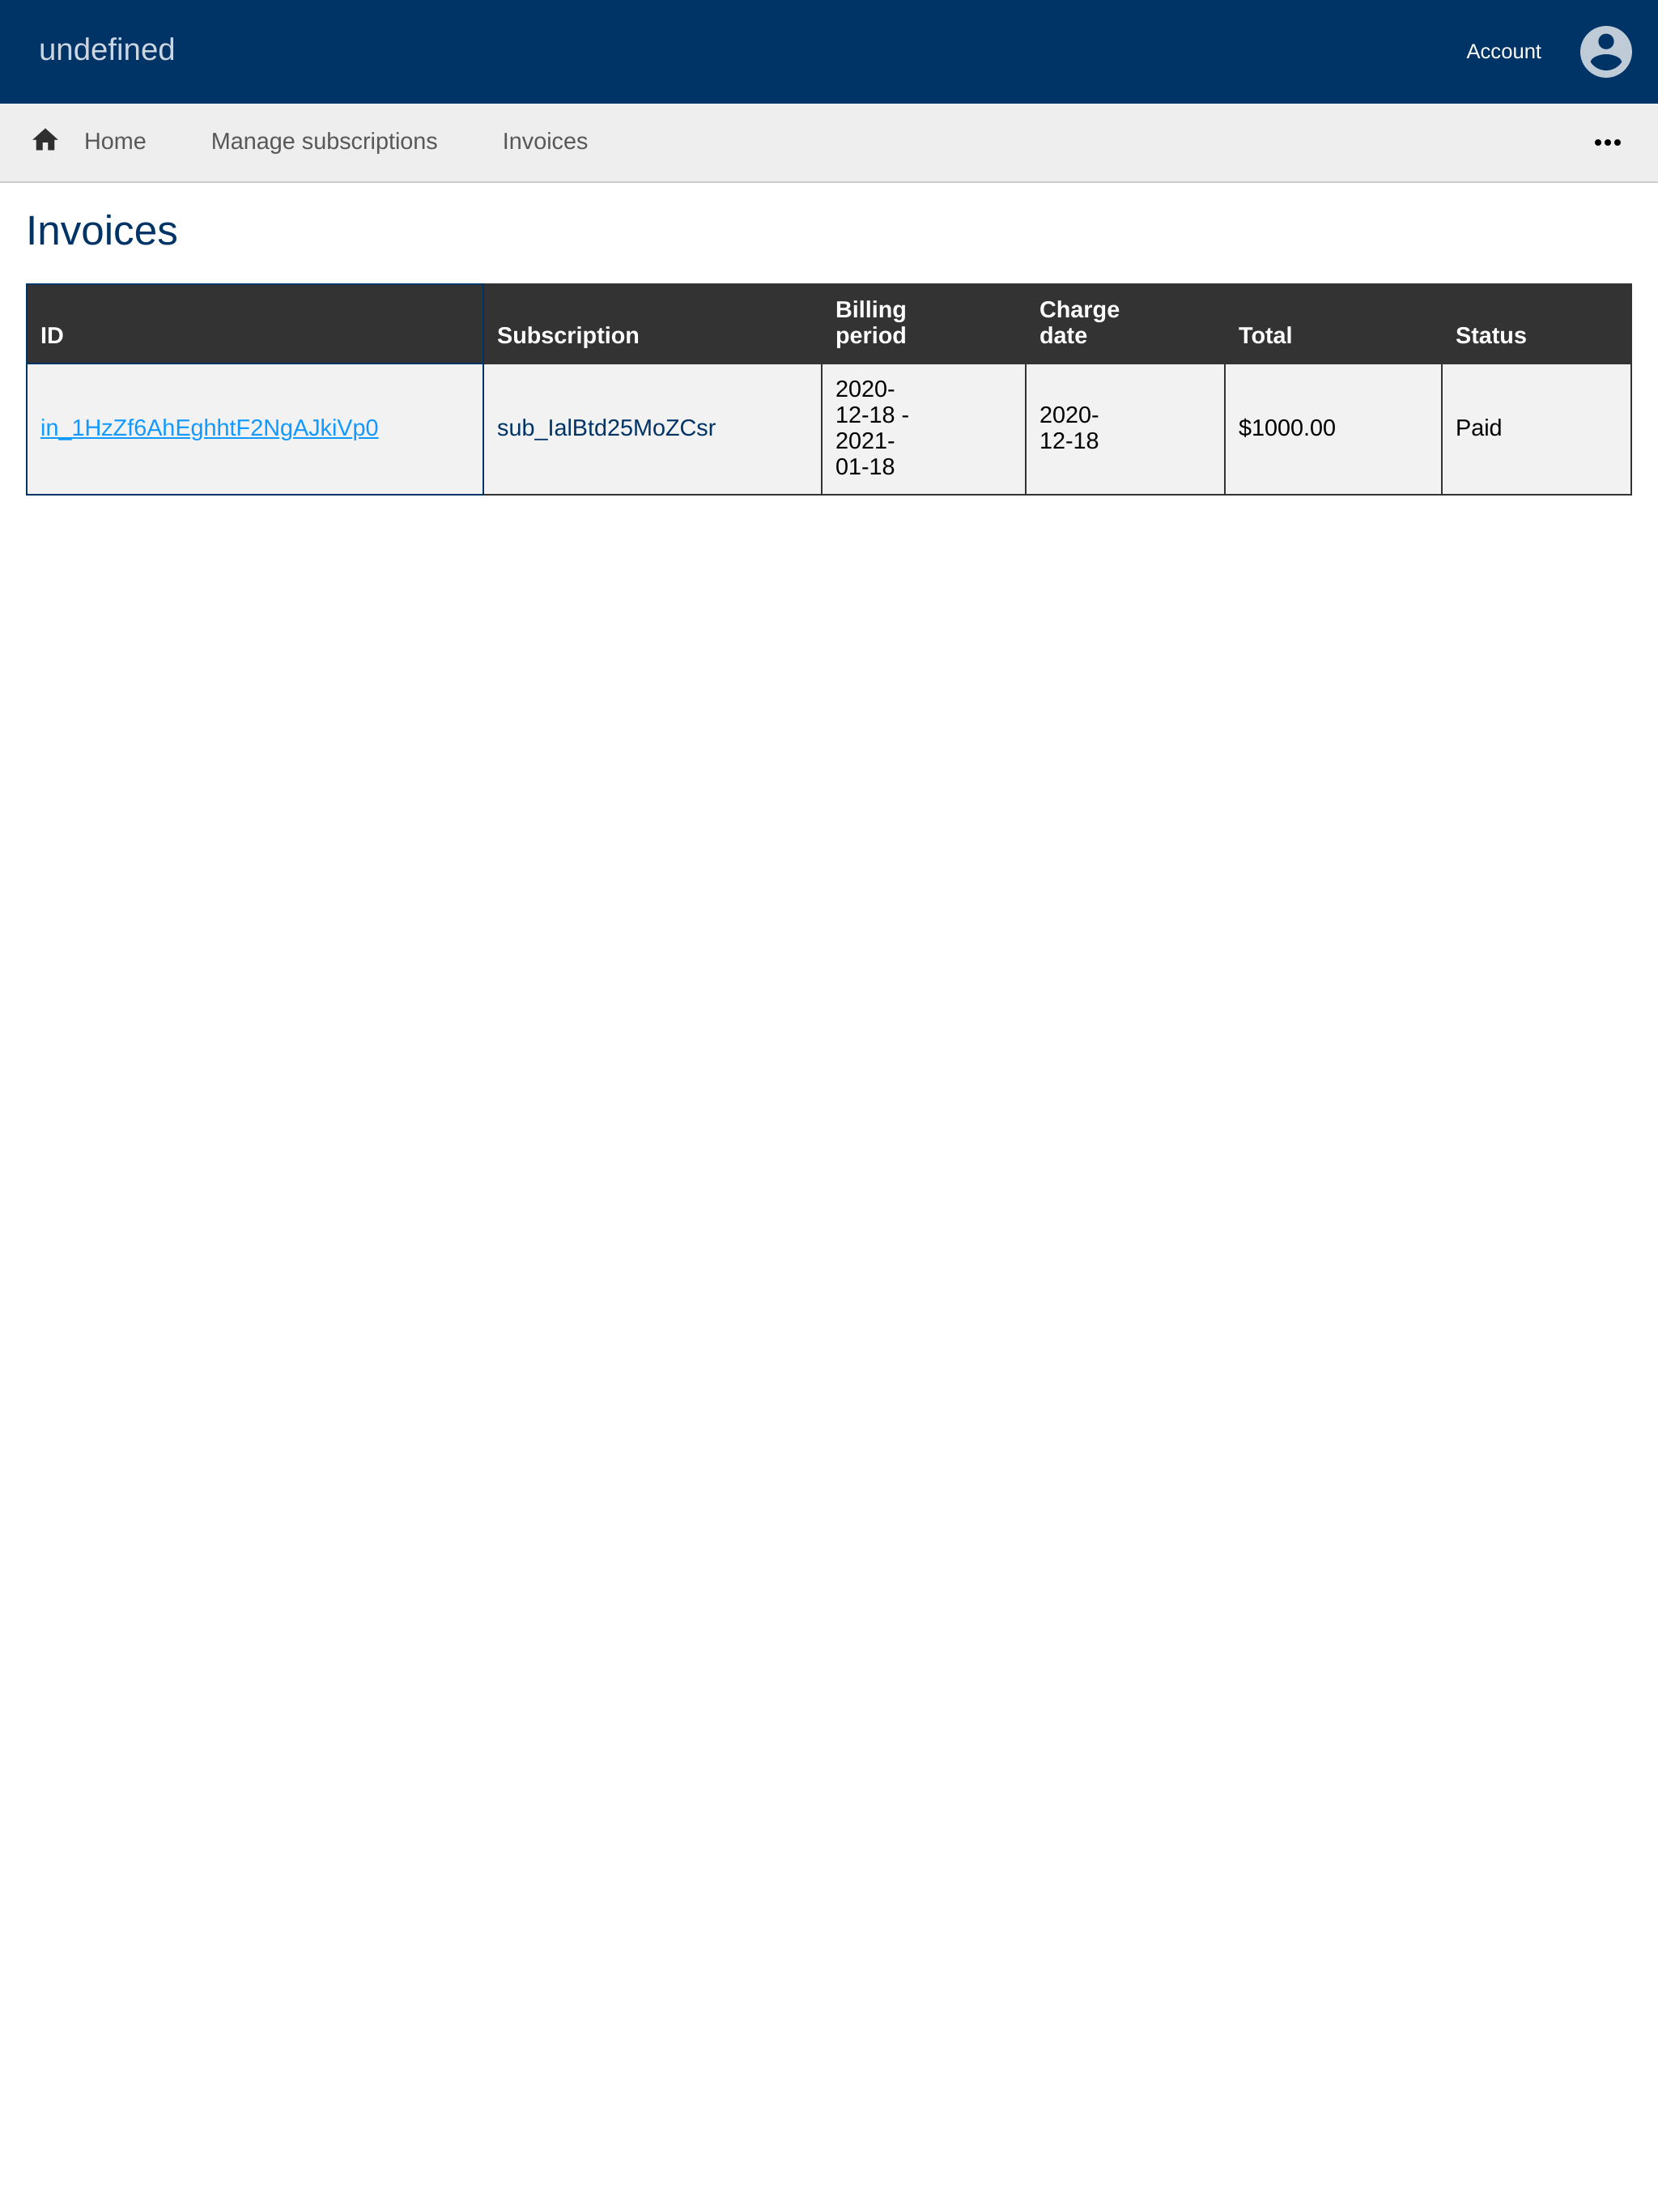 undefined
Account
Home Manage subscriptions Invoices
Invoices
ID Subscription Billing period Charge date Total Status
in_1HzZf6AhEghhtF2NgAJkiVp0 sub_IalBtd25MoZCsr 2020-12-18 - 2021-01-18 2020-12-18 $1000.00 Paid